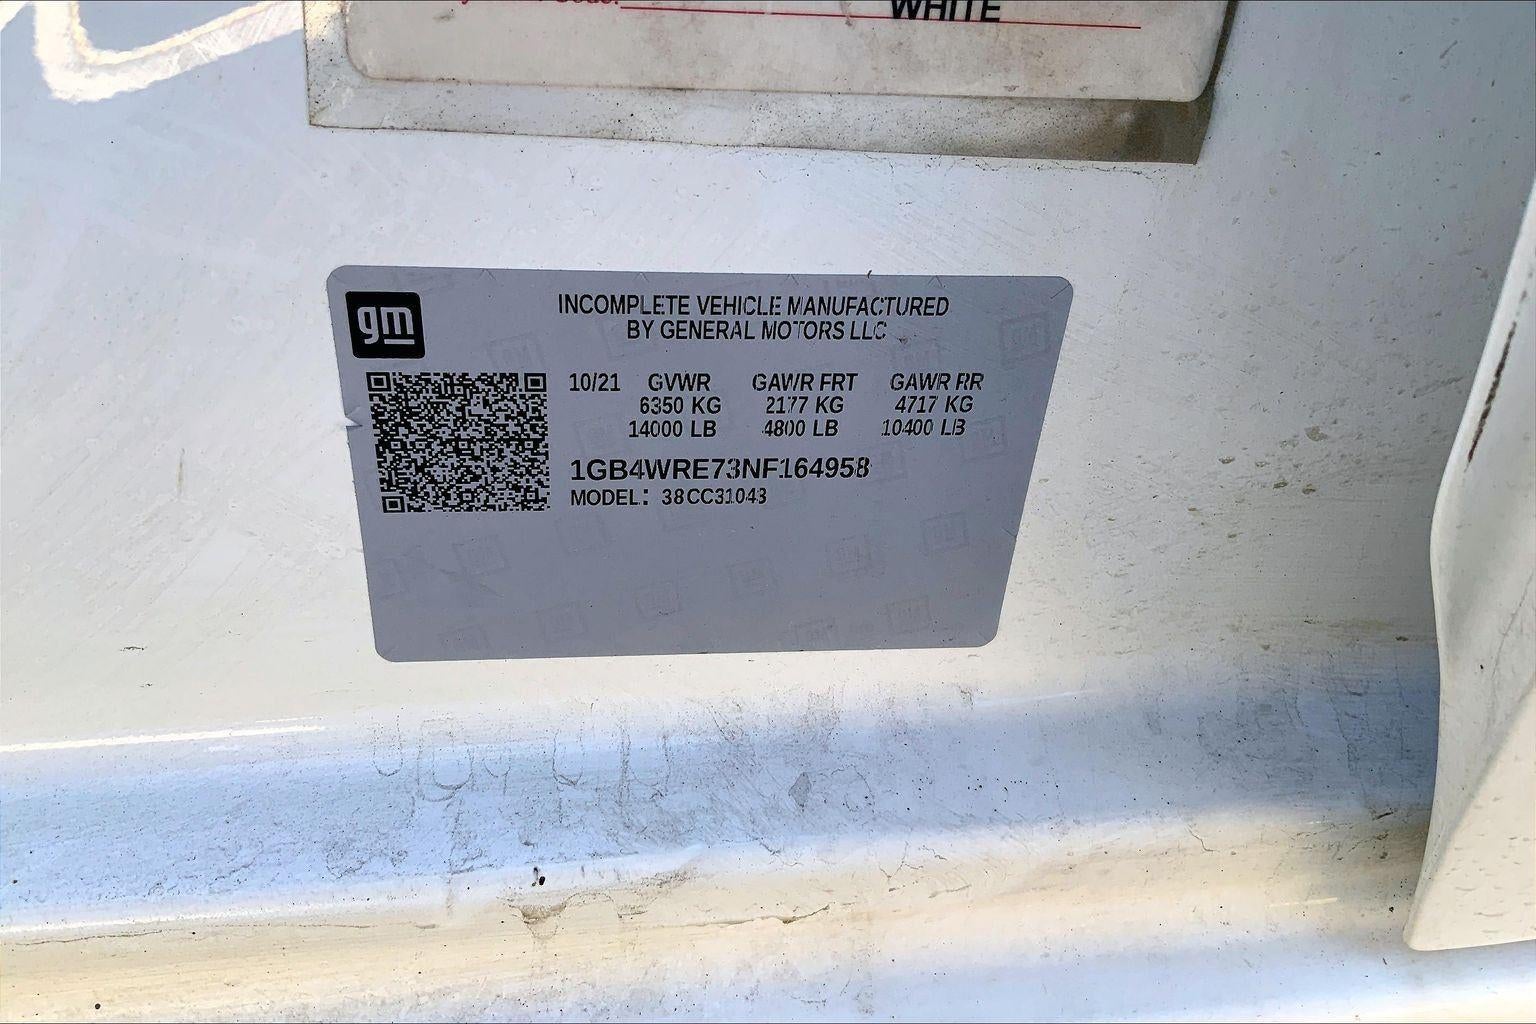 WHITE
gm
INCOMPLETE VEHICLE MANUFACTURED
BY GENERAL MOTORS LLC
10/21 GVWR GAWR FRT GAWR RR
6350 KG 2177 KG 4717 KG
14000 LB 4800 LB 10400 LB
1GB4WRE73NF164958
MODEL: 38CC31043